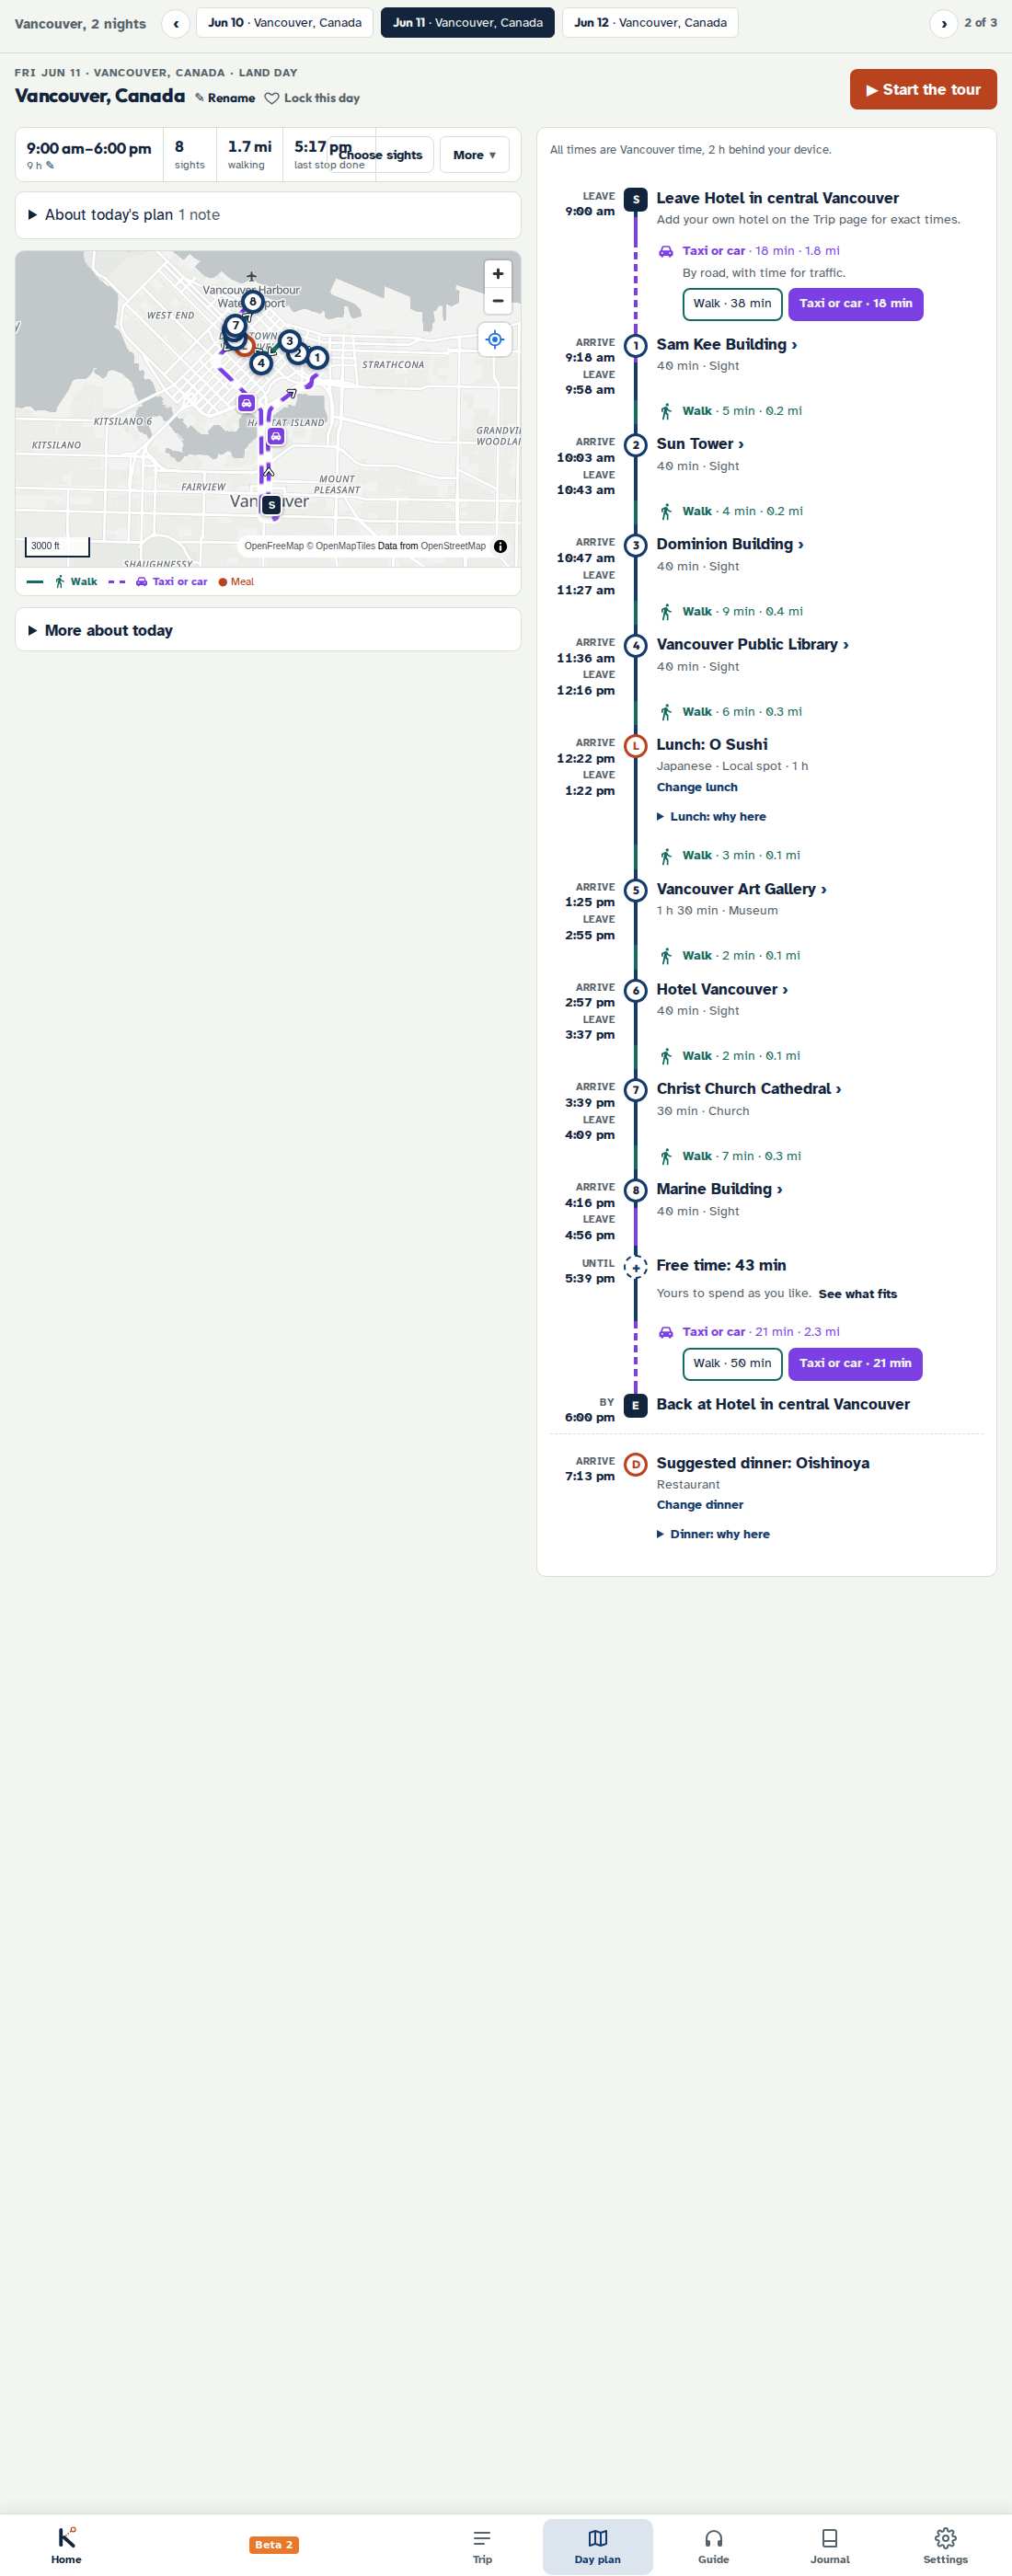 Vancouver, 2 nights
‹
Jun 10 · Vancouver, Canada
Jun 11 · Vancouver, Canada
Jun 12 · Vancouver, Canada
›
2 of 3
FRI JUN 11 · VANCOUVER, CANADA · LAND DAY
Vancouver, Canada ✎ Rename Lock this day
▶ Start the tour
9:00 am–6:00 pm
9 h ✎
8
sights
1.7 mi
walking
5:17 pm
last stop done
Choose sights
More ▾
▶ About today's plan 1 note
Vancouver Harbour
WEST END
STRATHCONA
KITSILANO 6
KITSILANO
FAIRVIEW
MOUNT
PLEASANT
SHAUGHNESSY
8
7
3
2
1
4
S
+
−
3000 ft
OpenFreeMap © OpenMapTiles Data from OpenStreetMap
Walk
Taxi or car
Meal
▶ More about today
All times are Vancouver time, 2 h behind your device.
LEAVE
9:00 am
S
Leave Hotel in central Vancouver
Add your own hotel on the Trip page for exact times.
Taxi or car · 18 min · 1.8 mi
By road, with time for traffic.
Walk · 38 min
Taxi or car · 18 min
ARRIVE
9:18 am
LEAVE
9:58 am
1
Sam Kee Building ›
40 min · Sight
Walk · 5 min · 0.2 mi
ARRIVE
10:03 am
LEAVE
10:43 am
2
Sun Tower ›
40 min · Sight
Walk · 4 min · 0.2 mi
ARRIVE
10:47 am
LEAVE
11:27 am
3
Dominion Building ›
40 min · Sight
Walk · 9 min · 0.4 mi
ARRIVE
11:36 am
LEAVE
12:16 pm
4
Vancouver Public Library ›
40 min · Sight
Walk · 6 min · 0.3 mi
ARRIVE
12:22 pm
LEAVE
1:22 pm
L
Lunch: O Sushi
Japanese · Local spot · 1 h
Change lunch
▶ Lunch: why here
Walk · 3 min · 0.1 mi
ARRIVE
1:25 pm
LEAVE
2:55 pm
5
Vancouver Art Gallery ›
1 h 30 min · Museum
Walk · 2 min · 0.1 mi
ARRIVE
2:57 pm
LEAVE
3:37 pm
6
Hotel Vancouver ›
40 min · Sight
Walk · 2 min · 0.1 mi
ARRIVE
3:39 pm
LEAVE
4:09 pm
7
Christ Church Cathedral ›
30 min · Church
Walk · 7 min · 0.3 mi
ARRIVE
4:16 pm
LEAVE
4:56 pm
8
Marine Building ›
40 min · Sight
UNTIL
5:39 pm
+
Free time: 43 min
Yours to spend as you like. See what fits
Taxi or car · 21 min · 2.3 mi
Walk · 50 min
Taxi or car · 21 min
BY
6:00 pm
E
Back at Hotel in central Vancouver
ARRIVE
7:13 pm
D
Suggested dinner: Oishinoya
Restaurant
Change dinner
▶ Dinner: why here
Home
Beta 2
Trip
Day plan
Guide
Journal
Settings